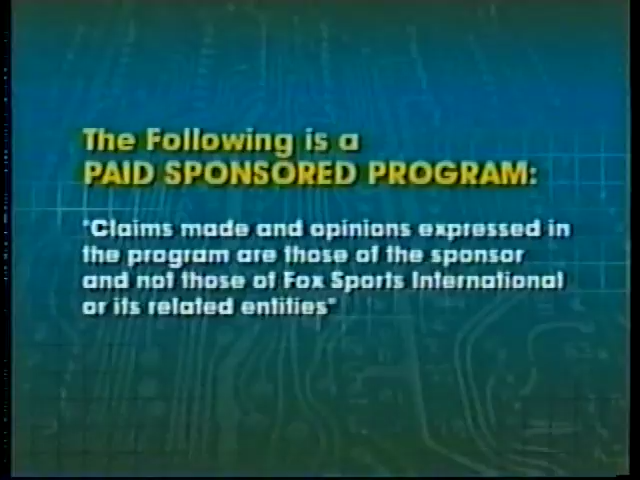 The Following is a
PAID SPONSORED PROGRAM:
"Claims made and opinions expressed in
the program are those of the sponsor
and not those of Fox Sports International
or its related entities"